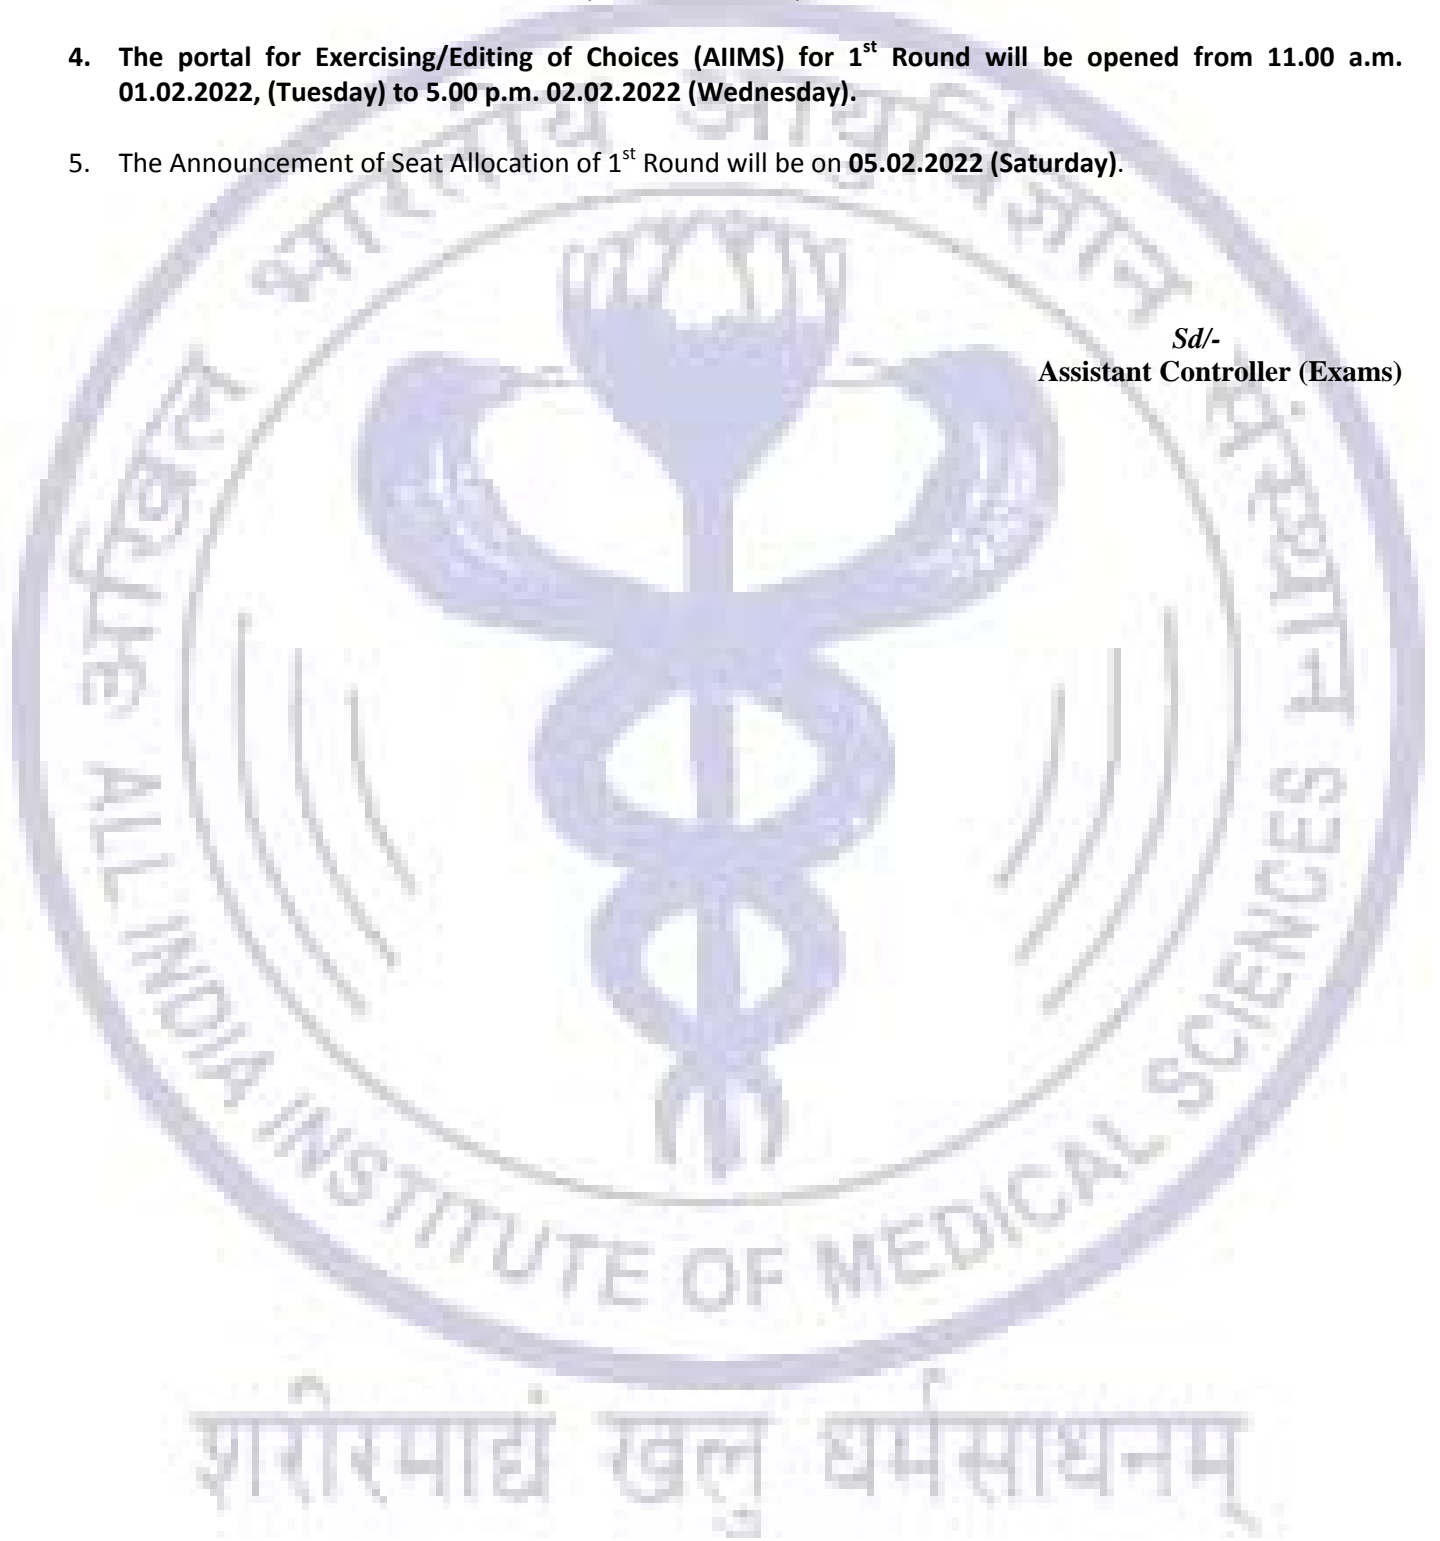 4. The portal for Exercising/Editing of Choices (AIIMS) for 1st Round will be opened from 11.00 a.m.
01.02.2022, (Tuesday) to 5.00 p.m. 02.02.2022 (Wednesday).
5. The Announcement of Seat Allocation of 1st Round will be on 05.02.2022 (Saturday).
Sd/-
Assistant Controller (Exams)
अखिल भारतीय आयुर्विज्ञान संस्थान
ALL INDIA INSTITUTE OF MEDICAL SCIENCES
शरीरमाद्यं खलु धर्मसाधनम्